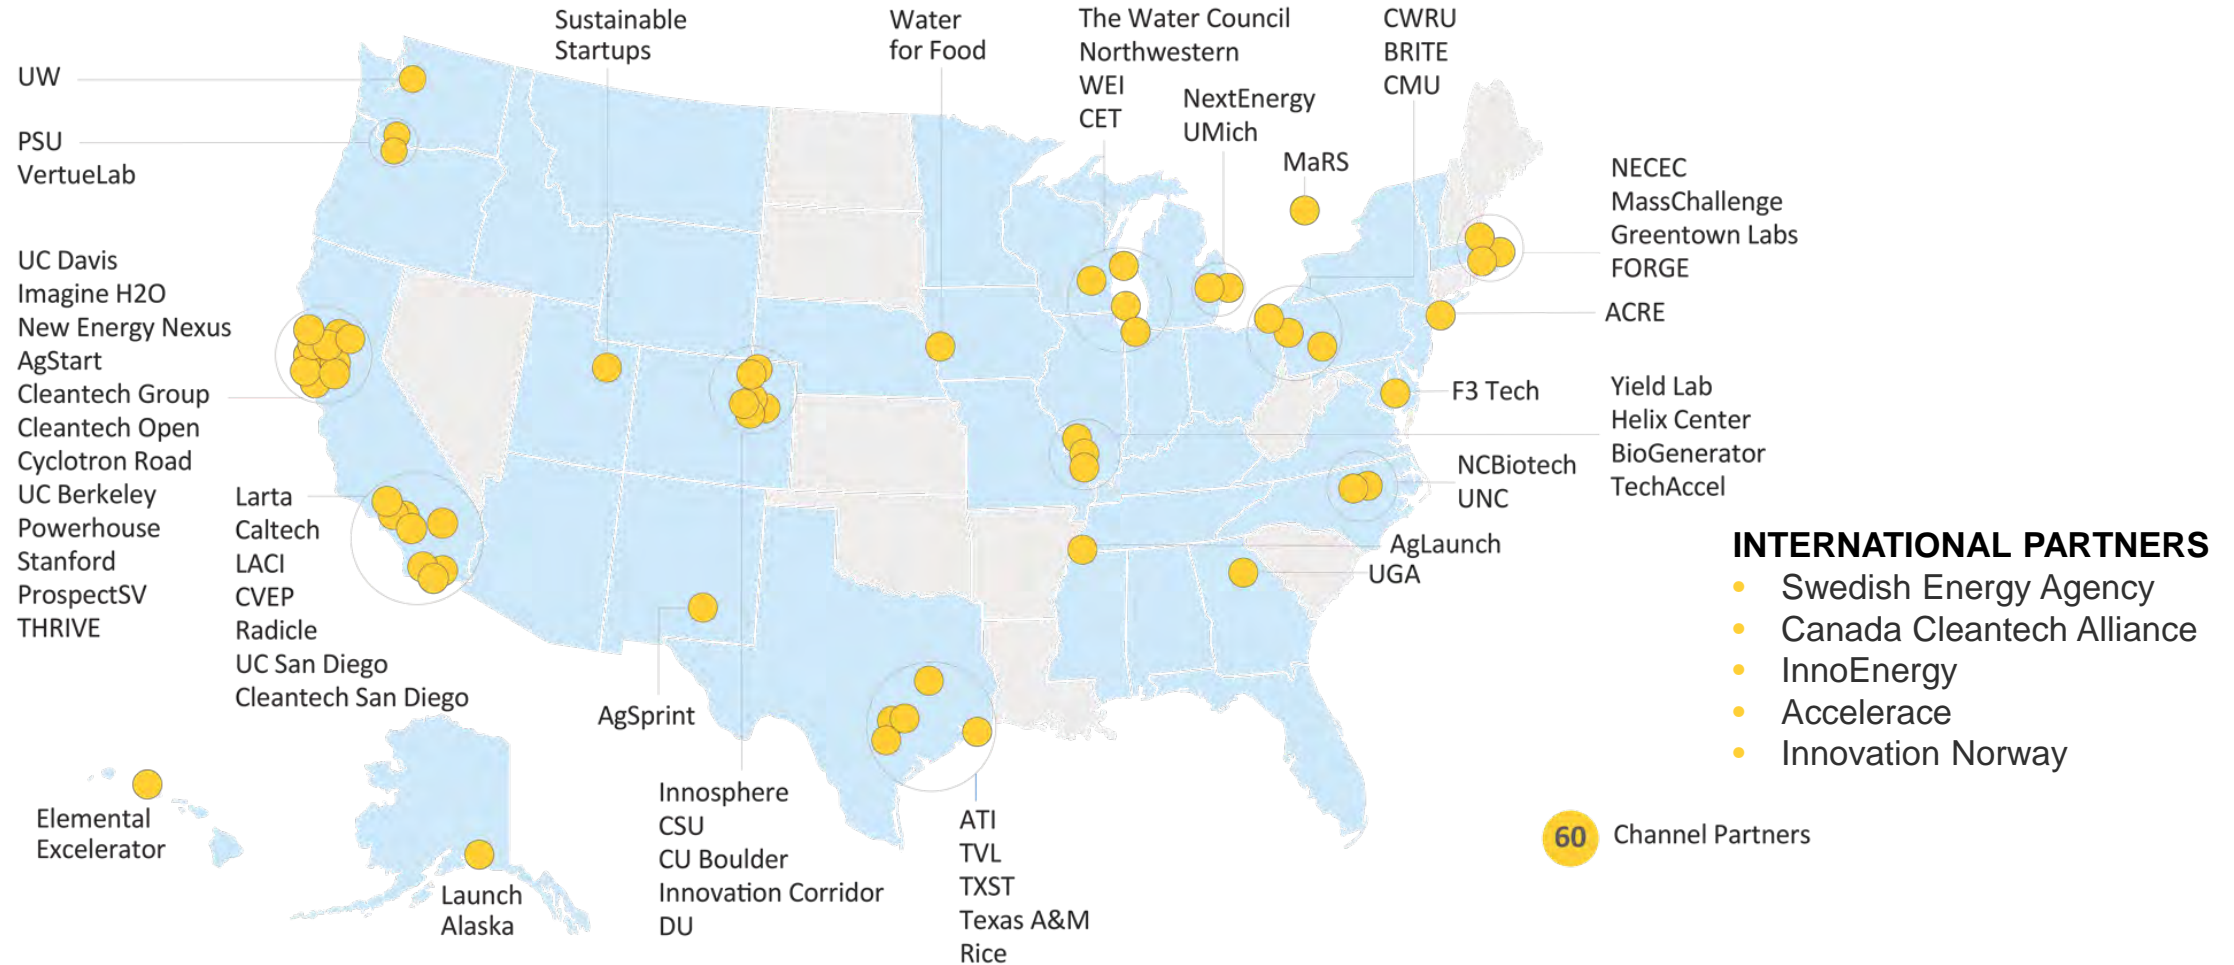 Sustainable
Startups
Water
for Food
The Water Council
Northwestern
WEI
CET
NextEnergy
UMich
MaRS
CWRU
BRITE
CMU
UW
PSU
VertueLab
UC Davis
Imagine H2O
New Energy Nexus
AgStart
Cleantech Group
Cleantech Open
Cyclotron Road
UC Berkeley
Powerhouse
Stanford
ProspectSV
THRIVE
Larta
Caltech
LACI
CVEP
Radicle
UC San Diego
Cleantech San Diego
NECEC
MassChallenge
Greentown Labs
FORGE
ACRE
F3 Tech
Yield Lab
Helix Center
BioGenerator
TechAccel
NCBiotech
UNC
AgLaunch
UGA
AgSprint
Innosphere
CSU
CU Boulder
Innovation Corridor
DU
ATI
TVL
TXST
Texas A&M
Rice
Elemental
Excelerator
Launch
Alaska
INTERNATIONAL PARTNERS
• Swedish Energy Agency
• Canada Cleantech Alliance
• InnoEnergy
• Accelerace
• Innovation Norway
60 Channel Partners